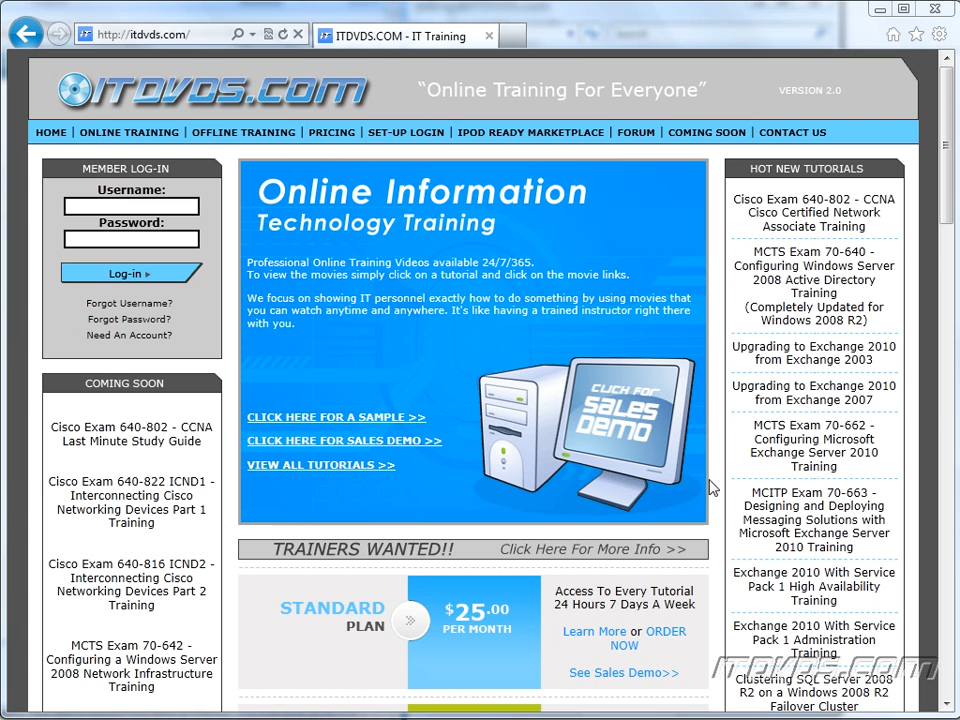 http://itdvds.com/
ITDVDS.COM - IT Training
ITDVDS.COM
“Online Training For Everyone”
VERSION 2.0
HOME | ONLINE TRAINING | OFFLINE TRAINING | PRICING | SET-UP LOGIN | IPOD READY MARKETPLACE | FORUM | COMING SOON | CONTACT US
MEMBER LOG-IN
Username:
Password:
Log-in
Forgot Username?
Forgot Password?
Need An Account?
COMING SOON
Cisco Exam 640-802 - CCNA
Last Minute Study Guide
Cisco Exam 640-822 ICND1 -
Interconnecting Cisco
Networking Devices Part 1
Training
Cisco Exam 640-816 ICND2 -
Interconnecting Cisco
Networking Devices Part 2
Training
MCTS Exam 70-642 -
Configuring a Windows Server
2008 Network Infrastructure
Training
Online Information
Technology Training
Professional Online Training Videos available 24/7/365.
To view the movies simply click on a tutorial and click on the movie links.
We focus on showing IT personnel exactly how to do something by using movies that
you can watch anytime and anywhere. It's like having a trained instructor right there
with you.
CLICK HERE FOR A SAMPLE >>
CLICK HERE FOR SALES DEMO >>
VIEW ALL TUTORIALS >>
CLICK FOR
SALES
DEMO
TRAINERS WANTED!! Click Here For More Info >>
STANDARD
PLAN
$25.00
PER MONTH
Access To Every Tutorial
24 Hours 7 Days A Week
Learn More or ORDER
NOW
See Sales Demo>>
HOT NEW TUTORIALS
Cisco Exam 640-802 - CCNA
Cisco Certified Network
Associate Training
MCTS Exam 70-640 -
Configuring Windows Server
2008 Active Directory
Training
(Completely Updated for
Windows 2008 R2)
Upgrading to Exchange 2010
from Exchange 2003
Upgrading to Exchange 2010
from Exchange 2007
MCTS Exam 70-662 -
Configuring Microsoft
Exchange Server 2010
Training
MCITP Exam 70-663 -
Designing and Deploying
Messaging Solutions with
Microsoft Exchange Server
2010 Training
Exchange 2010 With Service
Pack 1 High Availability
Training
Exchange 2010 With Service
Pack 1 Administration
Training
Clustering SQL Server 2008
R2 on a Windows 2008 R2
Failover Cluster
ITDVDS.COM